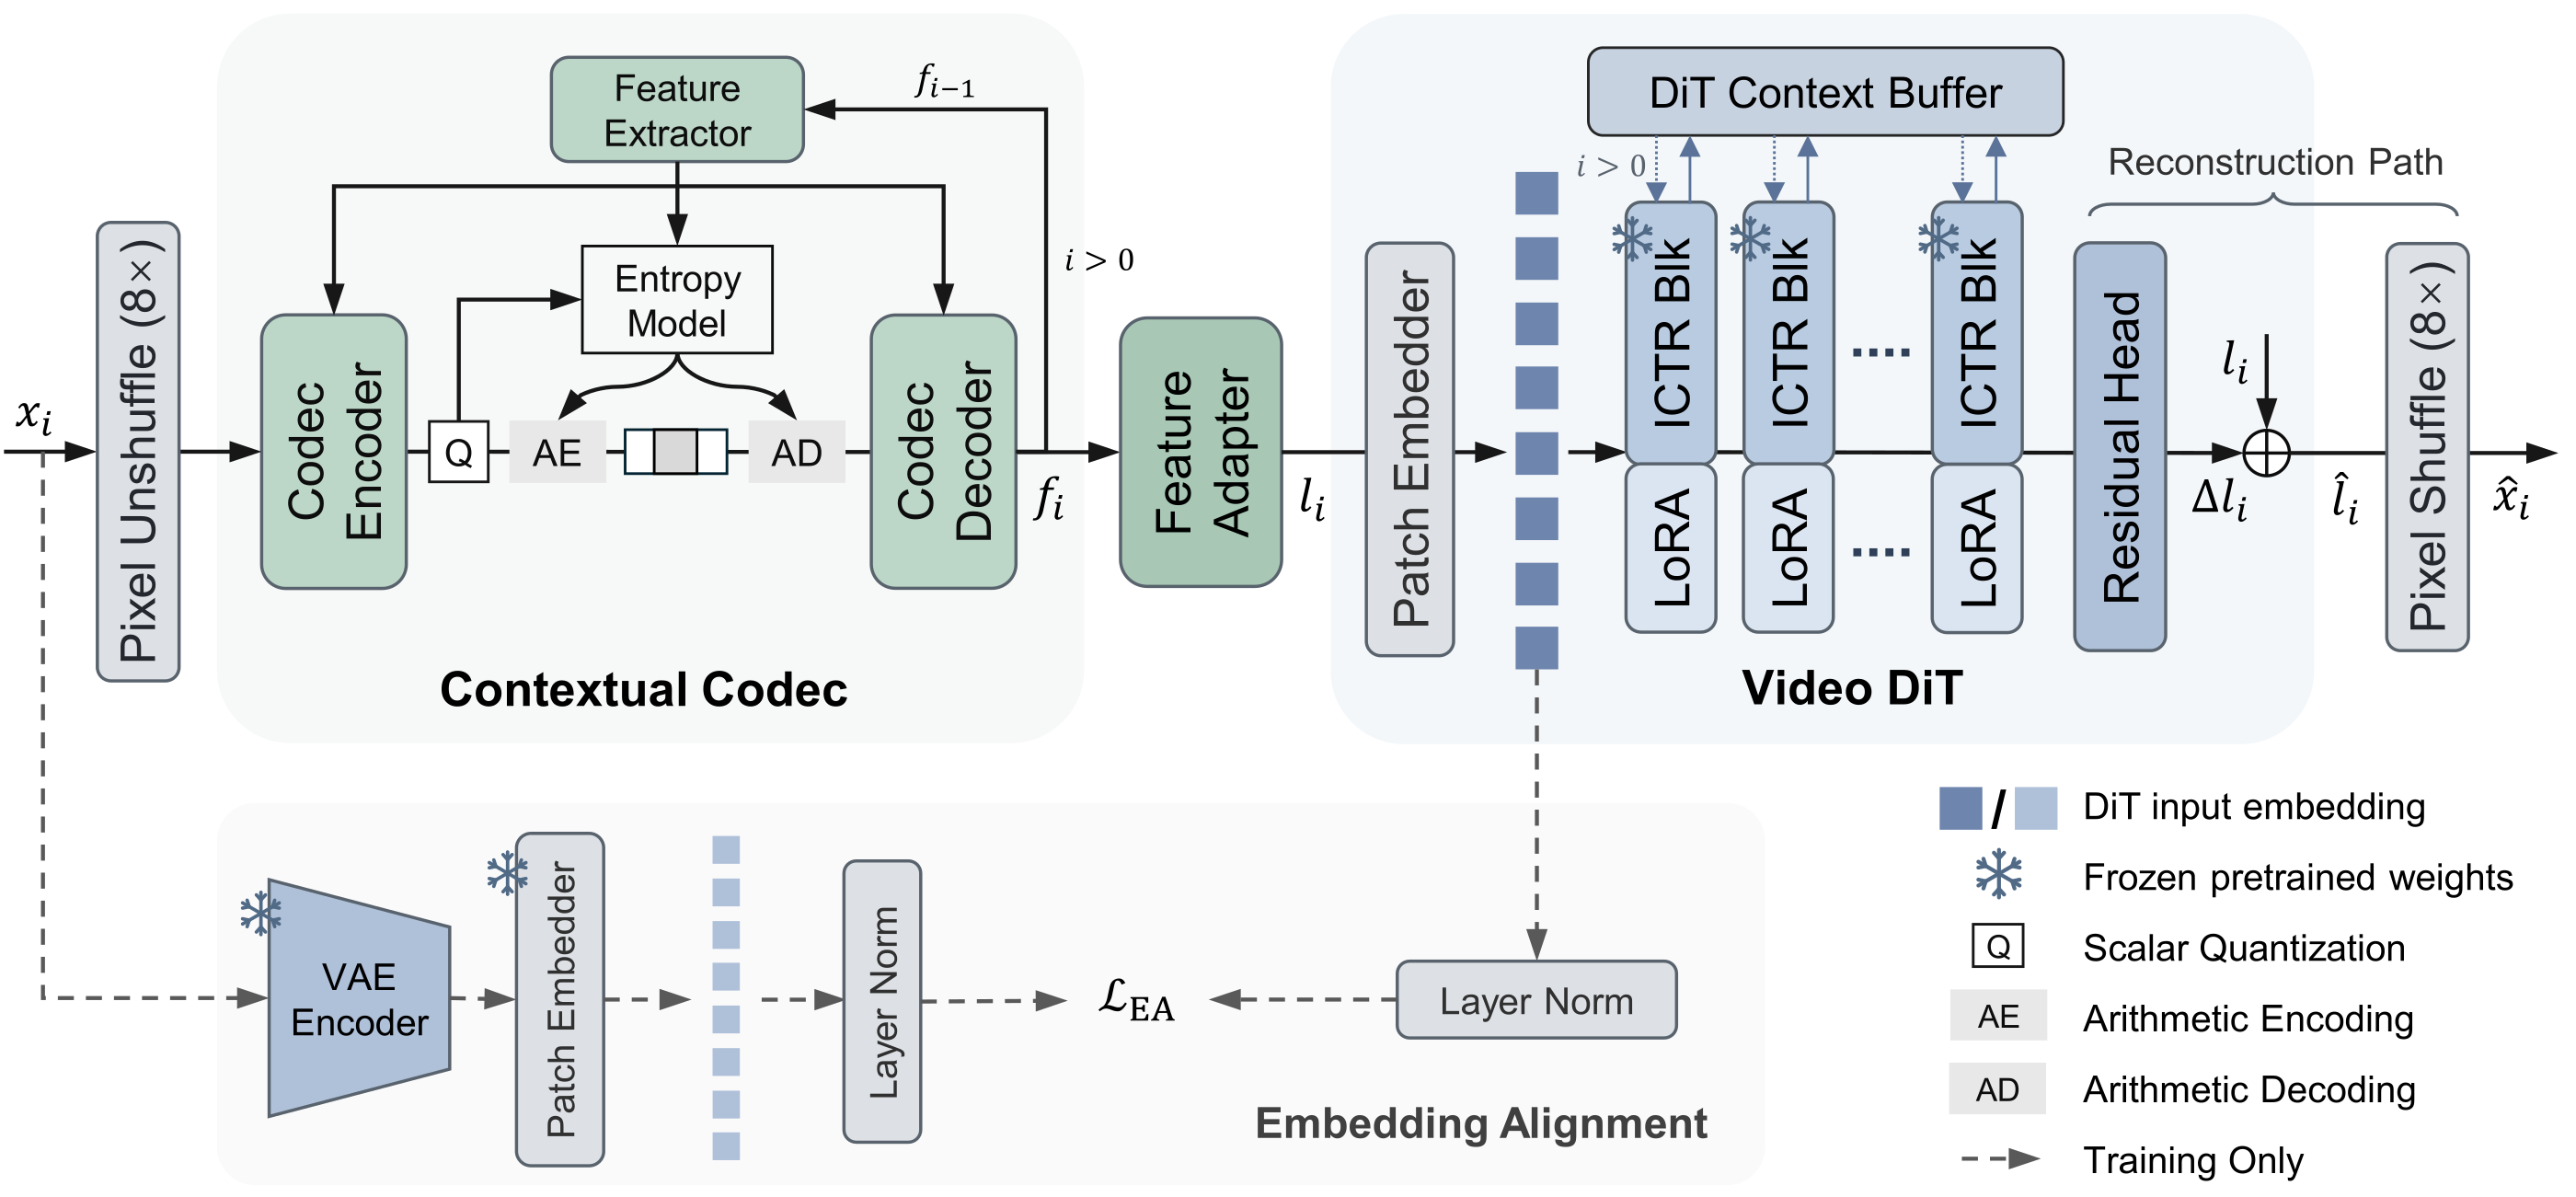 Feature
Extractor
f_{i−1}
i > 0
Entropy
Model
x_i
Pixel Unshuffle (8×)
Codec
Encoder
Q
AE
AD
Codec
Decoder
f_i
Feature
Adapter
l_i
Contextual Codec
DiT Context Buffer
i > 0
Patch Embedder
ICTR Blk
ICTR Blk
ICTR Blk
LoRA
LoRA
LoRA
Residual Head
Reconstruction Path
l_i
Δl_i
l̂_i
Pixel Shuffle (8×)
x̂_i
Video DiT
VAE
Encoder
Patch Embedder
Layer Norm
ℒ_EA
Layer Norm
Embedding Alignment
/
DiT input embedding
Frozen pretrained weights
Q
Scalar Quantization
AE
Arithmetic Encoding
AD
Arithmetic Decoding
Training Only